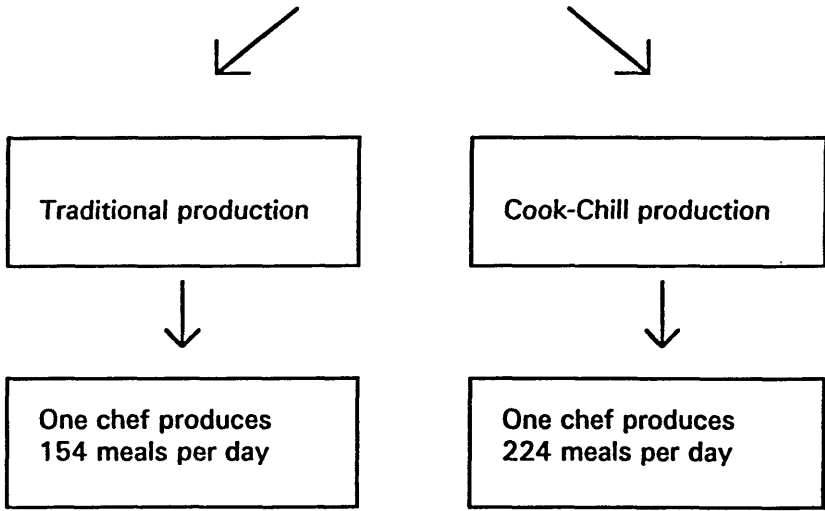 Traditional production
Cook-Chill production
One chef produces
154 meals per day
One chef produces
224 meals per day